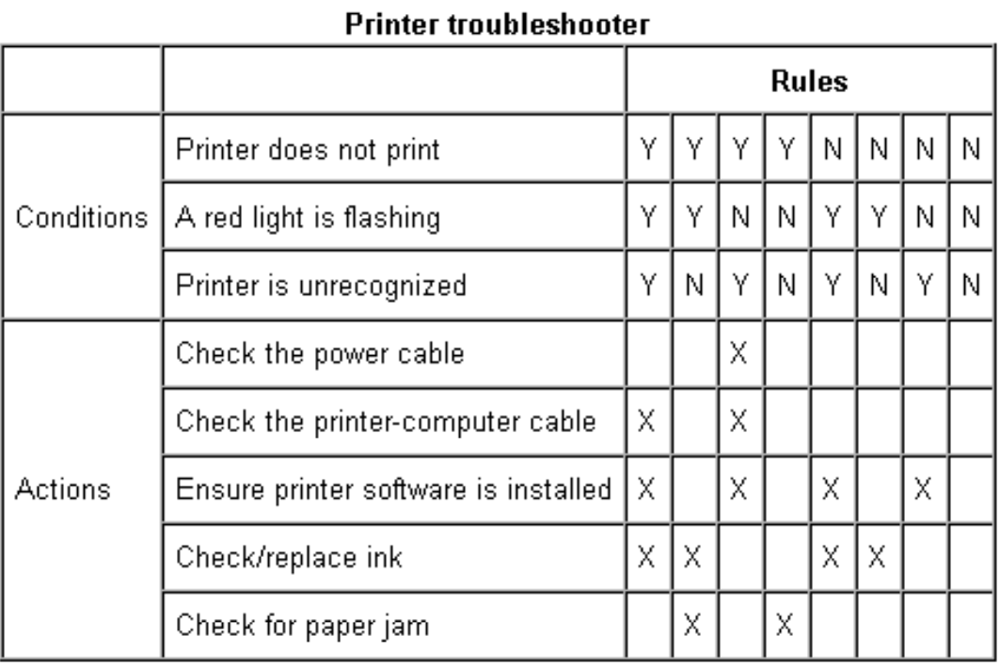 Printer troubleshooter
Rules
Conditions
Printer does not print Y Y Y Y N N N N
A red light is flashing Y Y N N Y Y N N
Printer is unrecognized Y N Y N Y N Y N
Actions
Check the power cable X
Check the printer-computer cable X X
Ensure printer software is installed X X X X
Check/replace ink X X X X
Check for paper jam X X